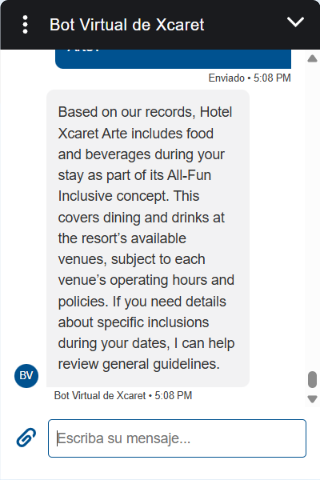 Bot Virtual de Xcaret
Enviado • 5:08 PM
Based on our records, Hotel
Xcaret Arte includes food
and beverages during your
stay as part of its All-Fun
Inclusive concept. This
covers dining and drinks at
the resort’s available
venues, subject to each
venue’s operating hours and
policies. If you need details
about specific inclusions
during your dates, I can help
review general guidelines.
BV
Bot Virtual de Xcaret • 5:08 PM
Escriba su mensaje...